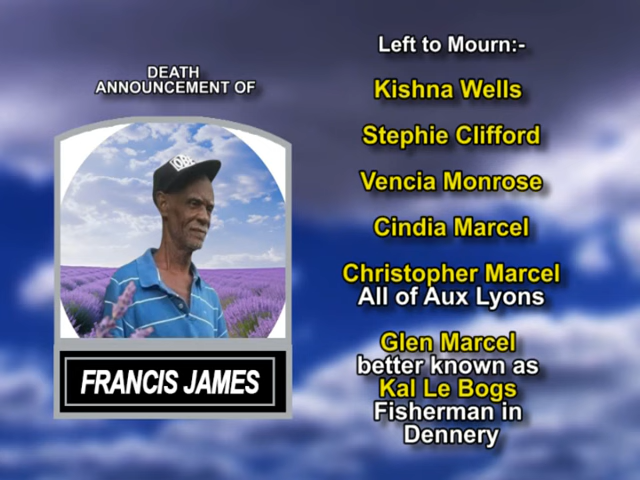 DEATH
ANNOUNCEMENT OF
FRANCIS JAMES
Left to Mourn:-
Kishna Wells
Stephie Clifford
Vencia Monrose
Cindia Marcel
Christopher Marcel
All of Aux Lyons
Glen Marcel
better known as
Kal Le Bogs
Fisherman in
Dennery